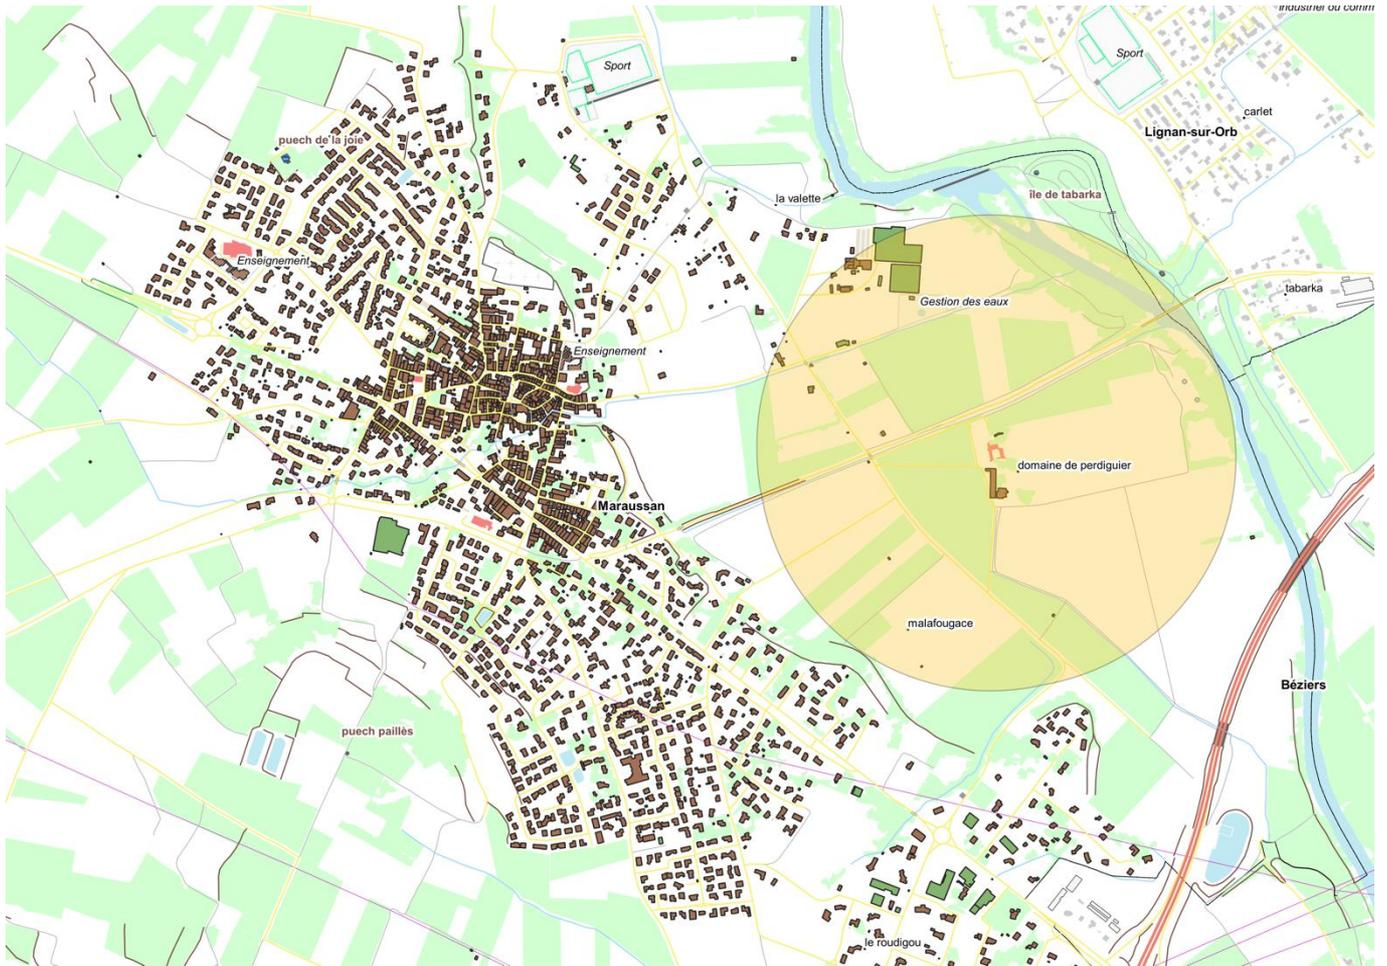 industriel ou comm
Sport
Sport
carlet
Lignan-sur-Orb
puech de la joie
la valette
île de tabarka
Enseignement
tabarka
Gestion des eaux
Enseignement
domaine de perdiguier
Maraussan
malafougace
Béziers
puech paillès
le roudigou